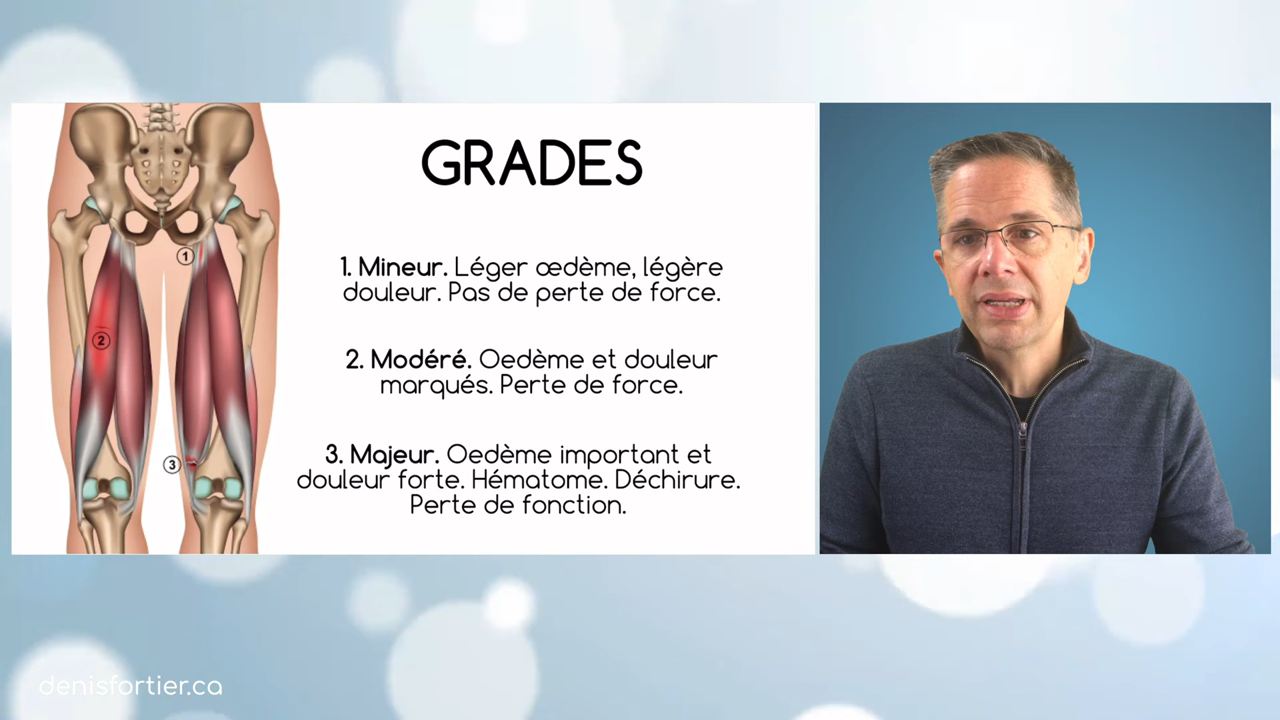 GRADES
1. Mineur. Léger œdème, légère
douleur. Pas de perte de force.
2. Modéré. Oedème et douleur
marqués. Perte de force.
3. Majeur. Oedème important et
douleur forte. Hématome. Déchirure.
Perte de fonction.
1
2
3
denisfortier.ca